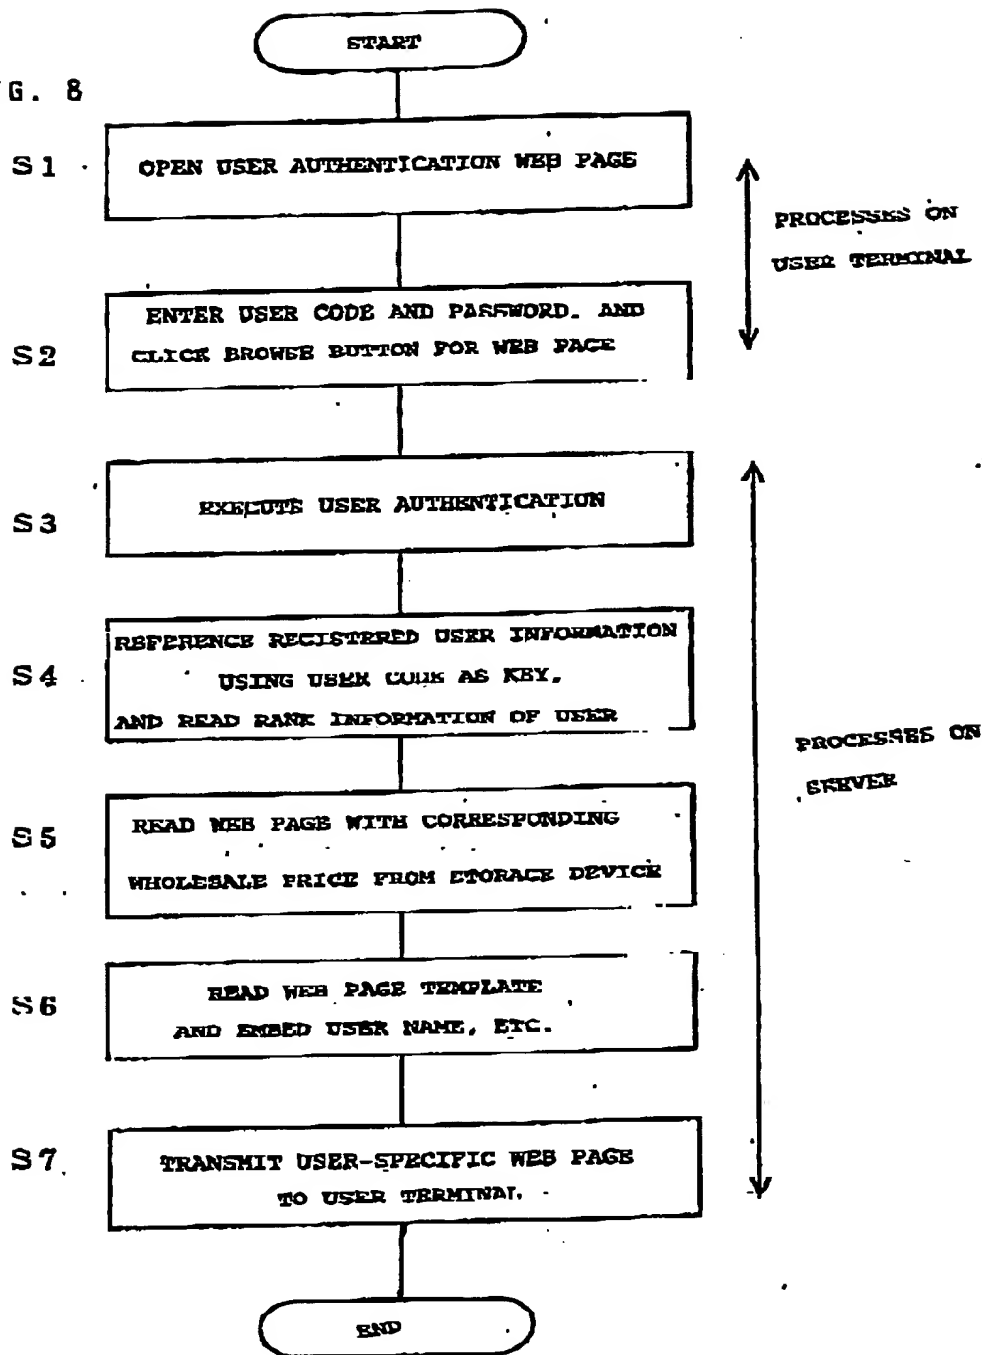 START
G. 8
S1
OPEN USER AUTHENTICATION WEB PAGE
PROCESSES ON
USER TERMINAL
S2
ENTER USER CODE AND PASSWORD. AND
CLICK BROWSE BUTTON FOR WEB PAGE
S3
EXECUTE USER AUTHENTICATION
S4
REFERENCE REGISTERED USER INFORMATION
USING USER CODE AS KEY,
AND READ RANK INFORMATION OF USER
PROCESSES ON
SERVER
S5
READ WEB PAGE WITH CORRESPONDING
WHOLESALE PRICE FROM STORAGE DEVICE
S6
READ WEB PAGE TEMPLATE
AND EMBED USER NAME, ETC.
S7
TRANSMIT USER-SPECIFIC WEB PAGE
TO USER TERMINAL
END